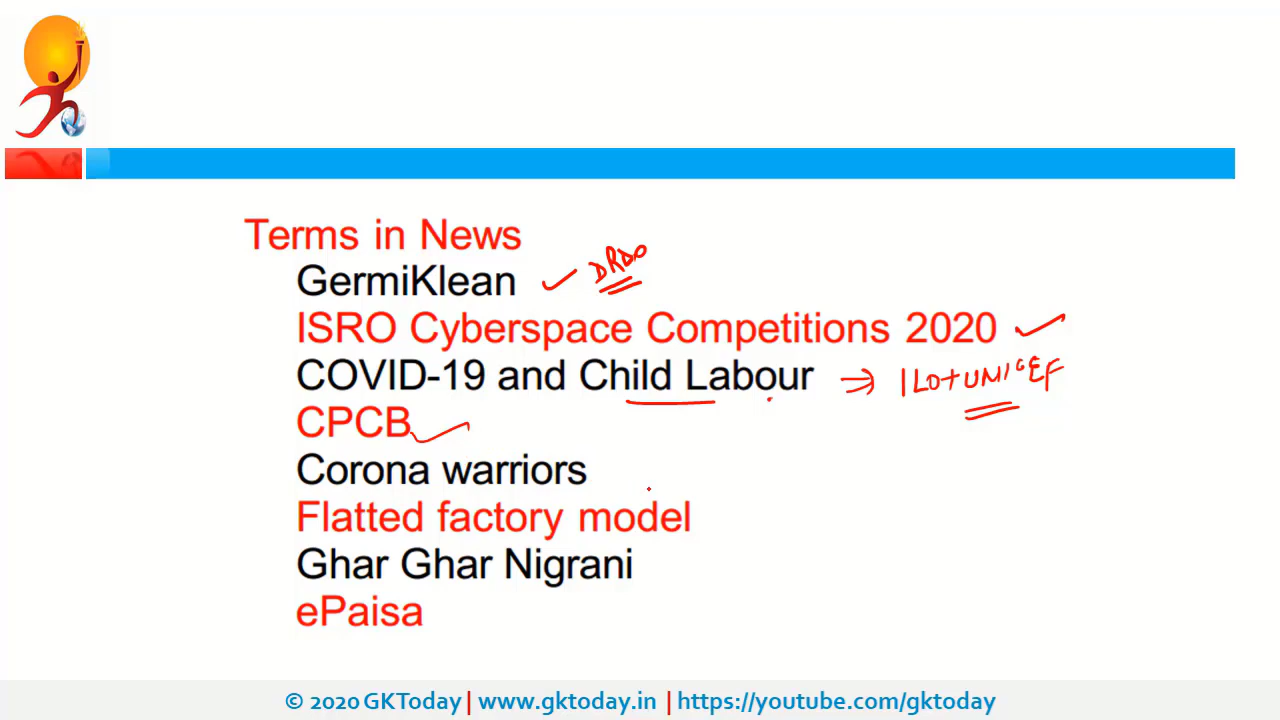 Terms in News
GermiKlean DRDO
ISRO Cyberspace Competitions 2020
COVID-19 and Child Labour ⇒ ILO+UNICEF
CPCB
Corona warriors
Flatted factory model
Ghar Ghar Nigrani
ePaisa
© 2020 GKToday | www.gktoday.in | https://youtube.com/gktoday